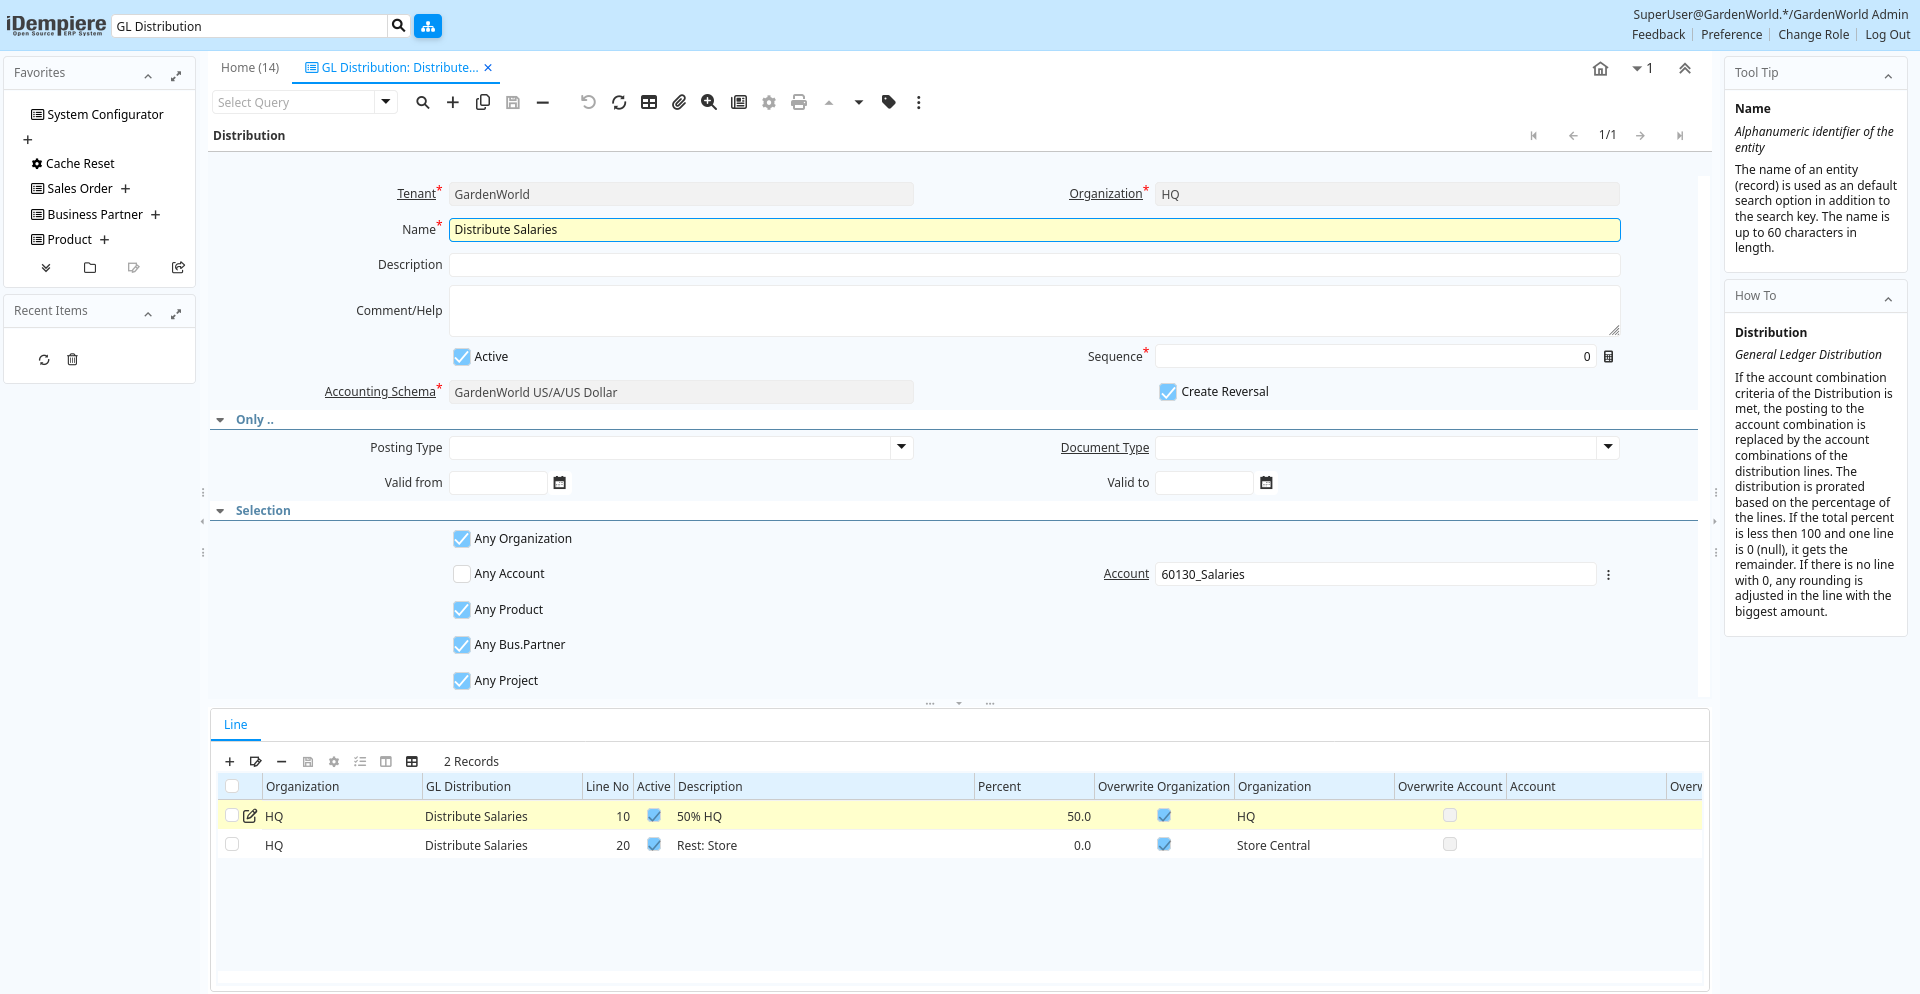 iDempiere
Open Source ERP System
GL Distribution
SuperUser@GardenWorld.*/GardenWorld Admin
Feedback
Preference
Change Role
Log Out
Favorites
System Configurator
Cache Reset
Sales Order
Business Partner
Product
Recent Items
Home (14)
GL Distribution: Distribute...
1
Select Query
Distribution
1/1
Tenant*
GardenWorld
Organization*
HQ
Name*
Distribute Salaries
Description
Comment/Help
Active
Sequence*
0
Accounting Schema*
GardenWorld US/A/US Dollar
Create Reversal
Only ..
Posting Type
Document Type
Valid from
Valid to
Selection
Any Organization
Any Account
Account
60130_Salaries
Any Product
Any Bus.Partner
Any Project
Line
2 Records
Organization GL Distribution Line No Active Description Percent Overwrite Organization Organization Overwrite Account Account Overw
HQ Distribute Salaries 10 50% HQ 50.0 HQ
HQ Distribute Salaries 20 Rest: Store 0.0 Store Central
Tool Tip
Name
Alphanumeric identifier of the
entity
The name of an entity
(record) is used as an default
search option in addition to
the search key. The name is
up to 60 characters in
length.
How To
Distribution
General Ledger Distribution
If the account combination
criteria of the Distribution is
met, the posting to the
account combination is
replaced by the account
combinations of the
distribution lines. The
distribution is prorated
based on the percentage of
the lines. If the total percent
is less then 100 and one line
is 0 (null), it gets the
remainder. If there is no line
with 0, any rounding is
adjusted in the line with the
biggest amount.